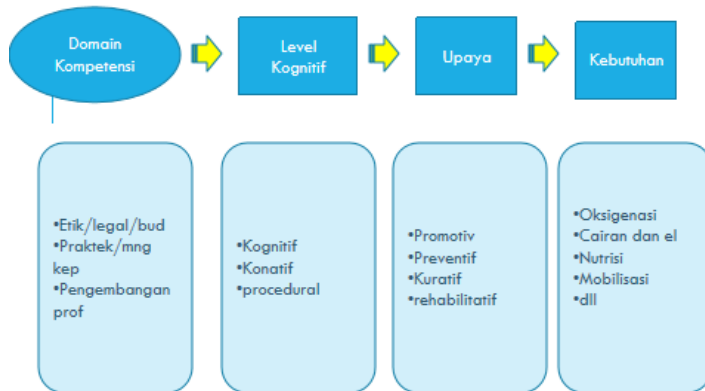 Domain
Kompetensi
Level
Kognitif
Upaya
Kebutuhan
•Etik/legal/bud
•Praktek/mng
kep
•Pengembangan
prof
•Kognitif
•Konatif
•procedural
•Promotiv
•Preventif
•Kuratif
•rehabilitatif
•Oksigenasi
•Cairan dan el
•Nutrisi
•Mobilisasi
•dll